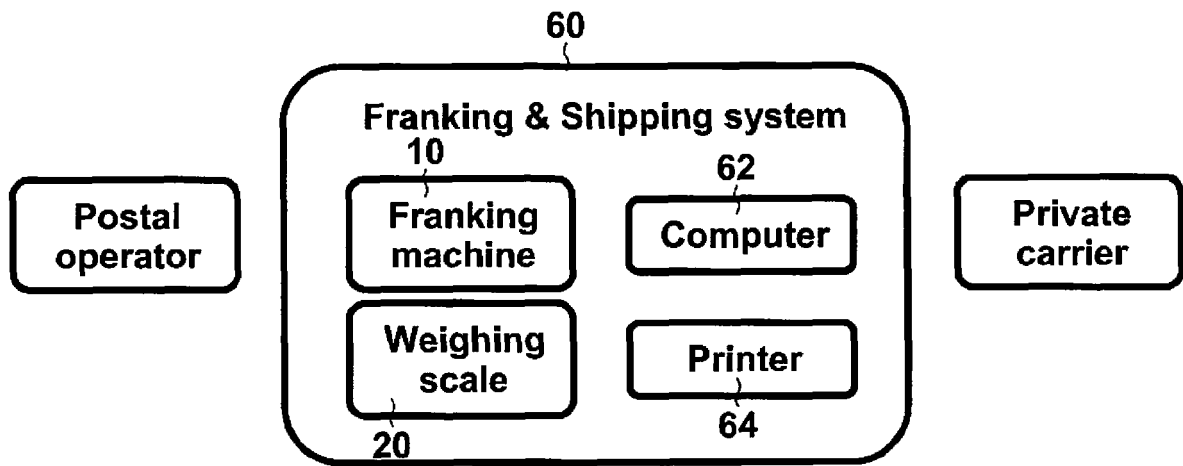 60
Franking & Shipping system
10
62
Postal
operator
Franking
machine
Computer
Private
carrier
Weighing
scale
Printer
20
64